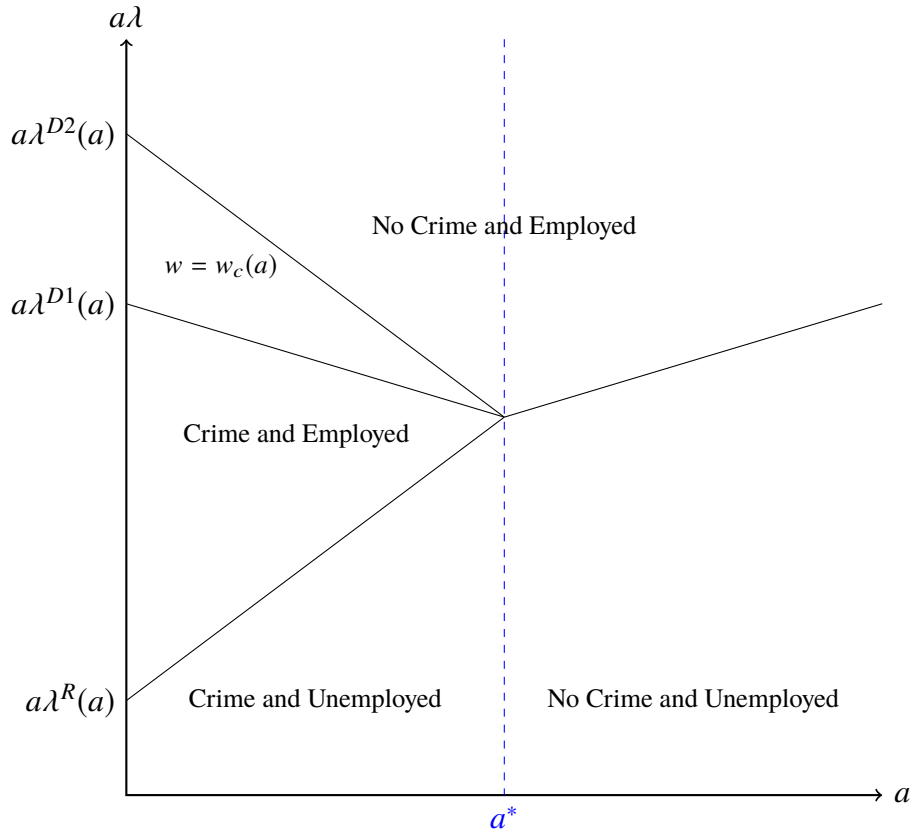 aλ
aλ^{D2}(a)
No Crime and Employed
w = w_c(a)
aλ^{D1}(a)
Crime and Employed
aλ^R(a)
Crime and Unemployed
No Crime and Unemployed
a
a*